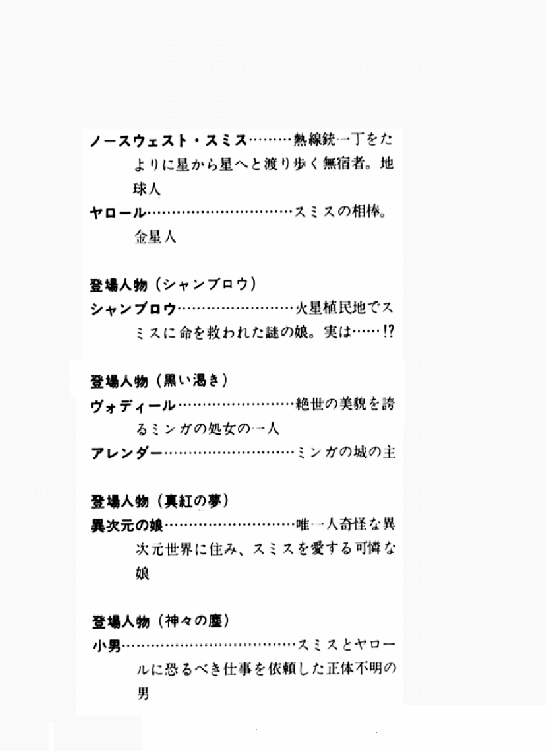 ノースウェスト・スミス………熱線銃一丁をた
よりに星から星へと渡り歩く無宿者。地
球人
ヤロール…………………………スミスの相棒。
金星人
登場人物（シャンブロウ）
シャンブロウ……………………火星植民地でス
ミスに命を救われた謎の娘。実は……!?
登場人物（黒い渇き）
ヴォディール……………………絶世の美貌を誇
るミンガの処女の一人
アレンダー………………………ミンガの城の主
登場人物（真紅の夢）
異次元の娘………………………唯一人奇怪な異
次元世界に住み、スミスを愛する可憐な
娘
登場人物（神々の塵）
小男………………………………スミスとヤロー
ルに恐るべき仕事を依頼した正体不明の
男